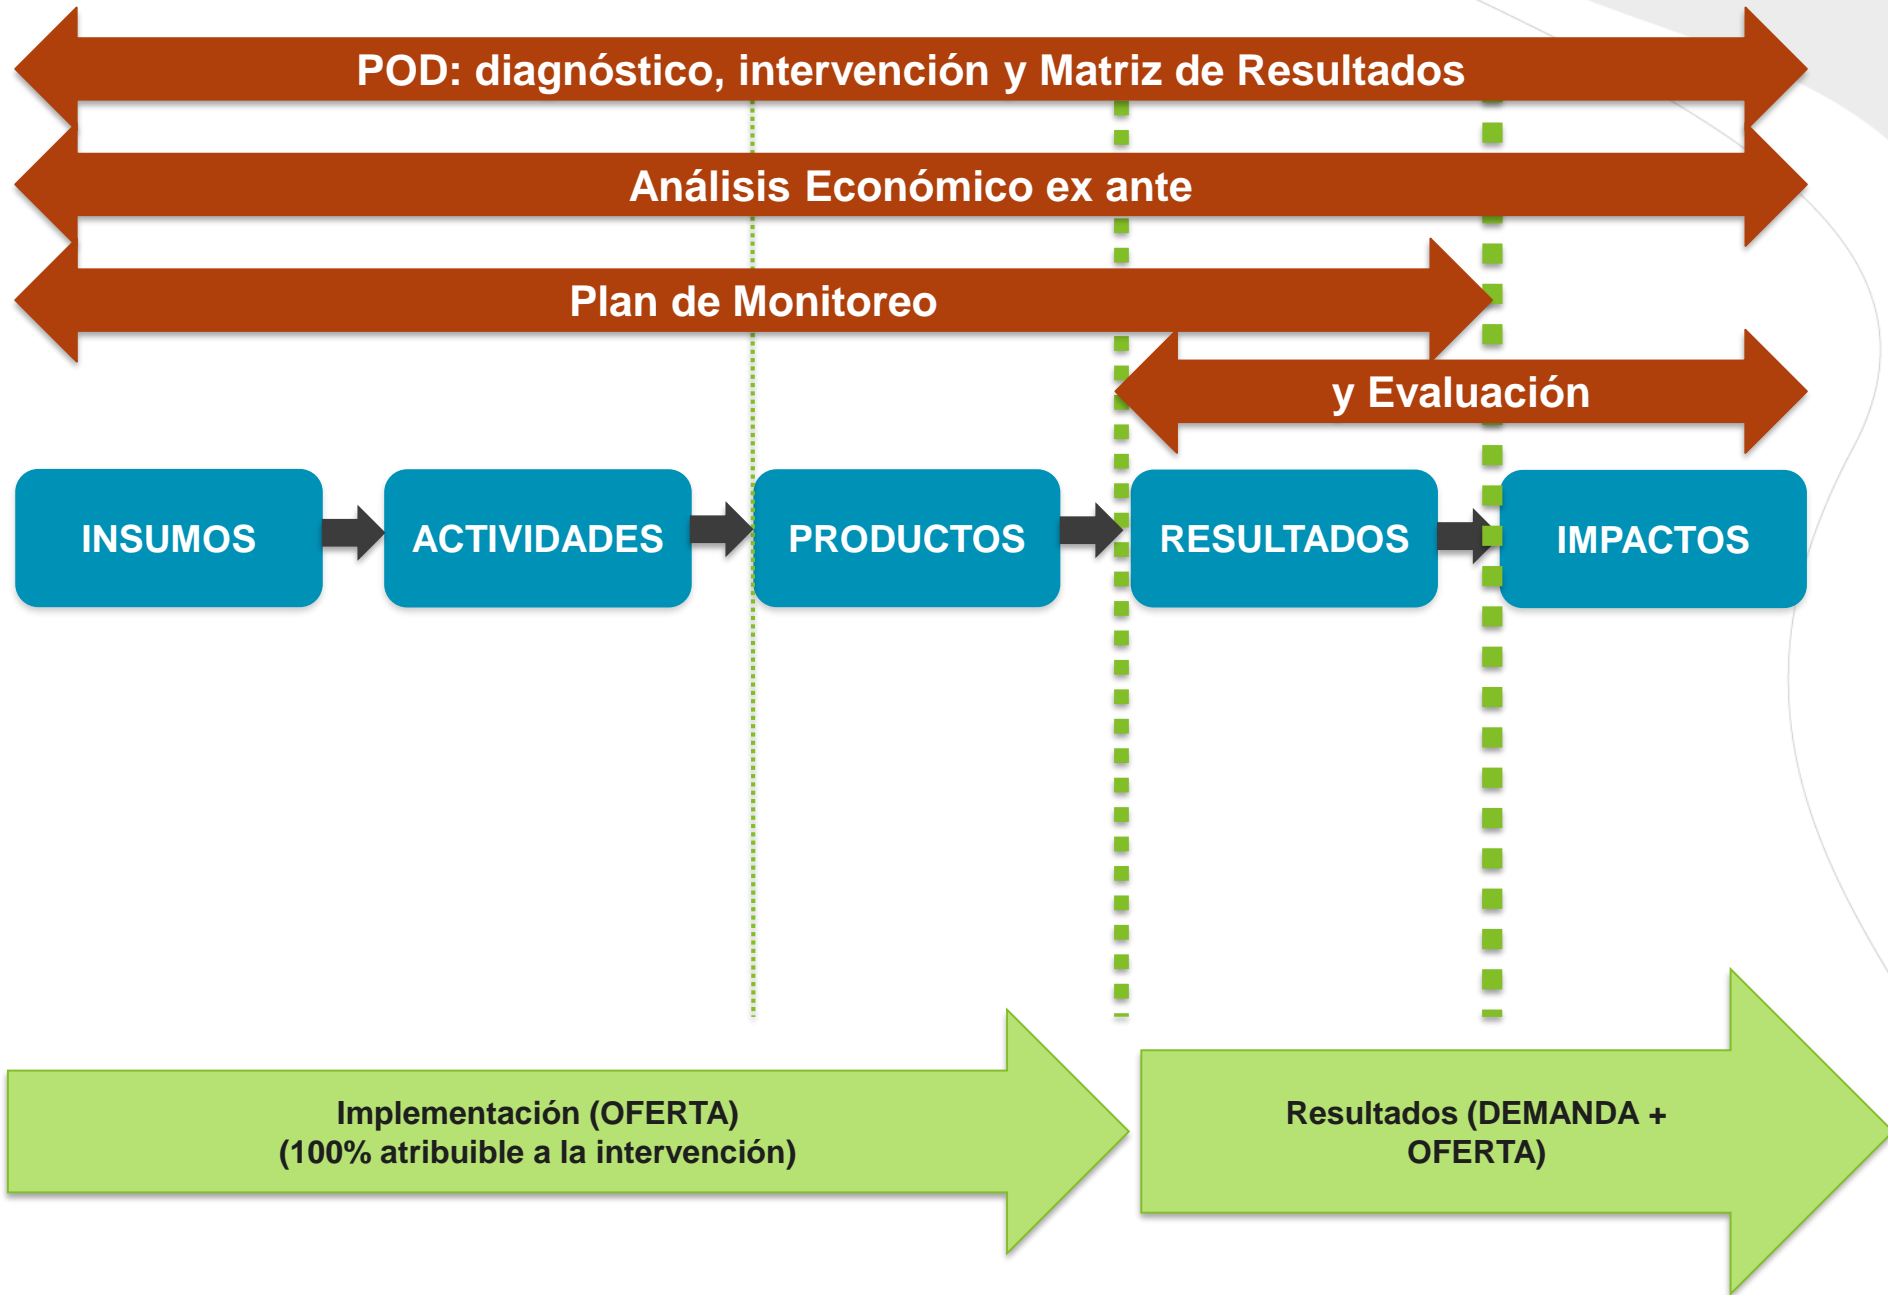 POD: diagnóstico, intervención y Matriz de Resultados
Análisis Económico ex ante
Plan de Monitoreo
y Evaluación
INSUMOS
ACTIVIDADES
PRODUCTOS
RESULTADOS
IMPACTOS
Implementación (OFERTA)
(100% atribuible a la intervención)
Resultados (DEMANDA +
OFERTA)